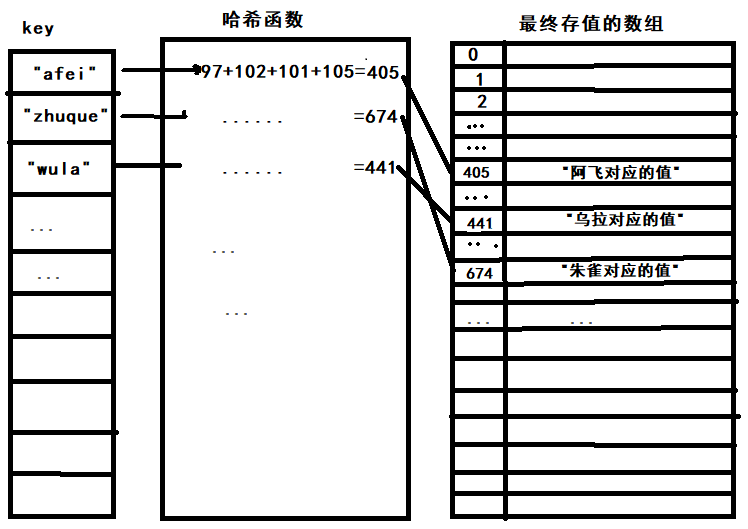 key
哈希函数
最终存值的数组
"afei"
97+102+101+105=405
"zhuque"
...... =674
"wula"
...... =441
...
...
...
...
0
1
2
...
...
405 "阿飞对应的值"
...
441 "乌拉对应的值"
...
674 "朱雀对应的值"
... ...